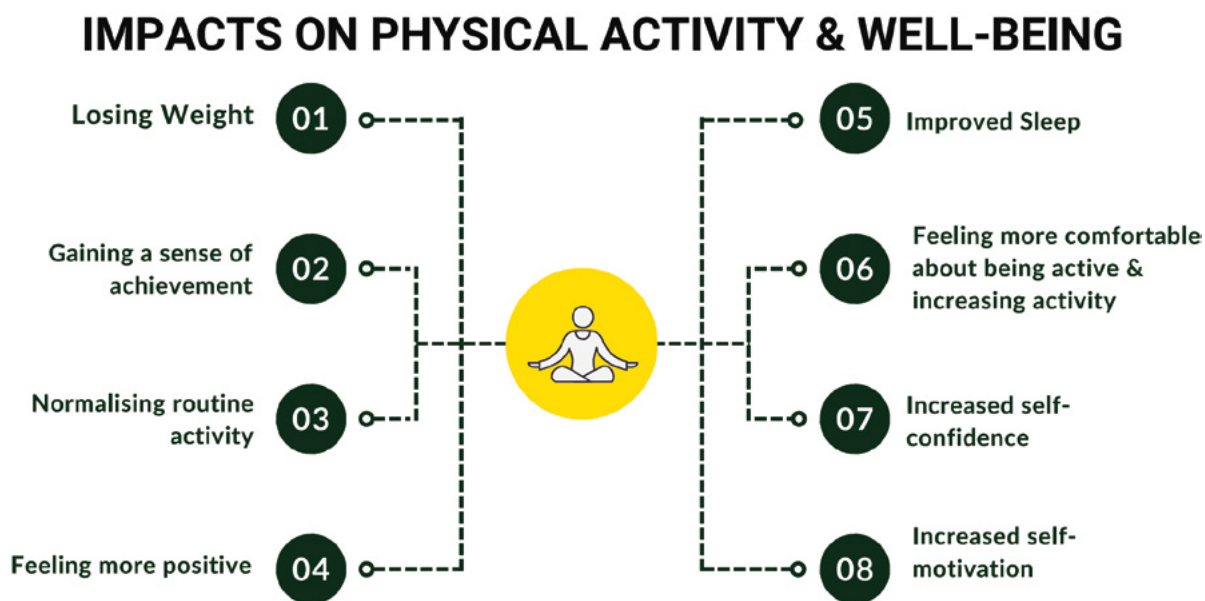 IMPACTS ON PHYSICAL ACTIVITY & WELL-BEING
Losing Weight
01
Gaining a sense of
achievement
02
Normalising routine
activity
03
Feeling more positive
04
05
Improved Sleep
06
Feeling more comfortable
about being active &
increasing activity
07
Increased self-
confidence
08
Increased self-
motivation